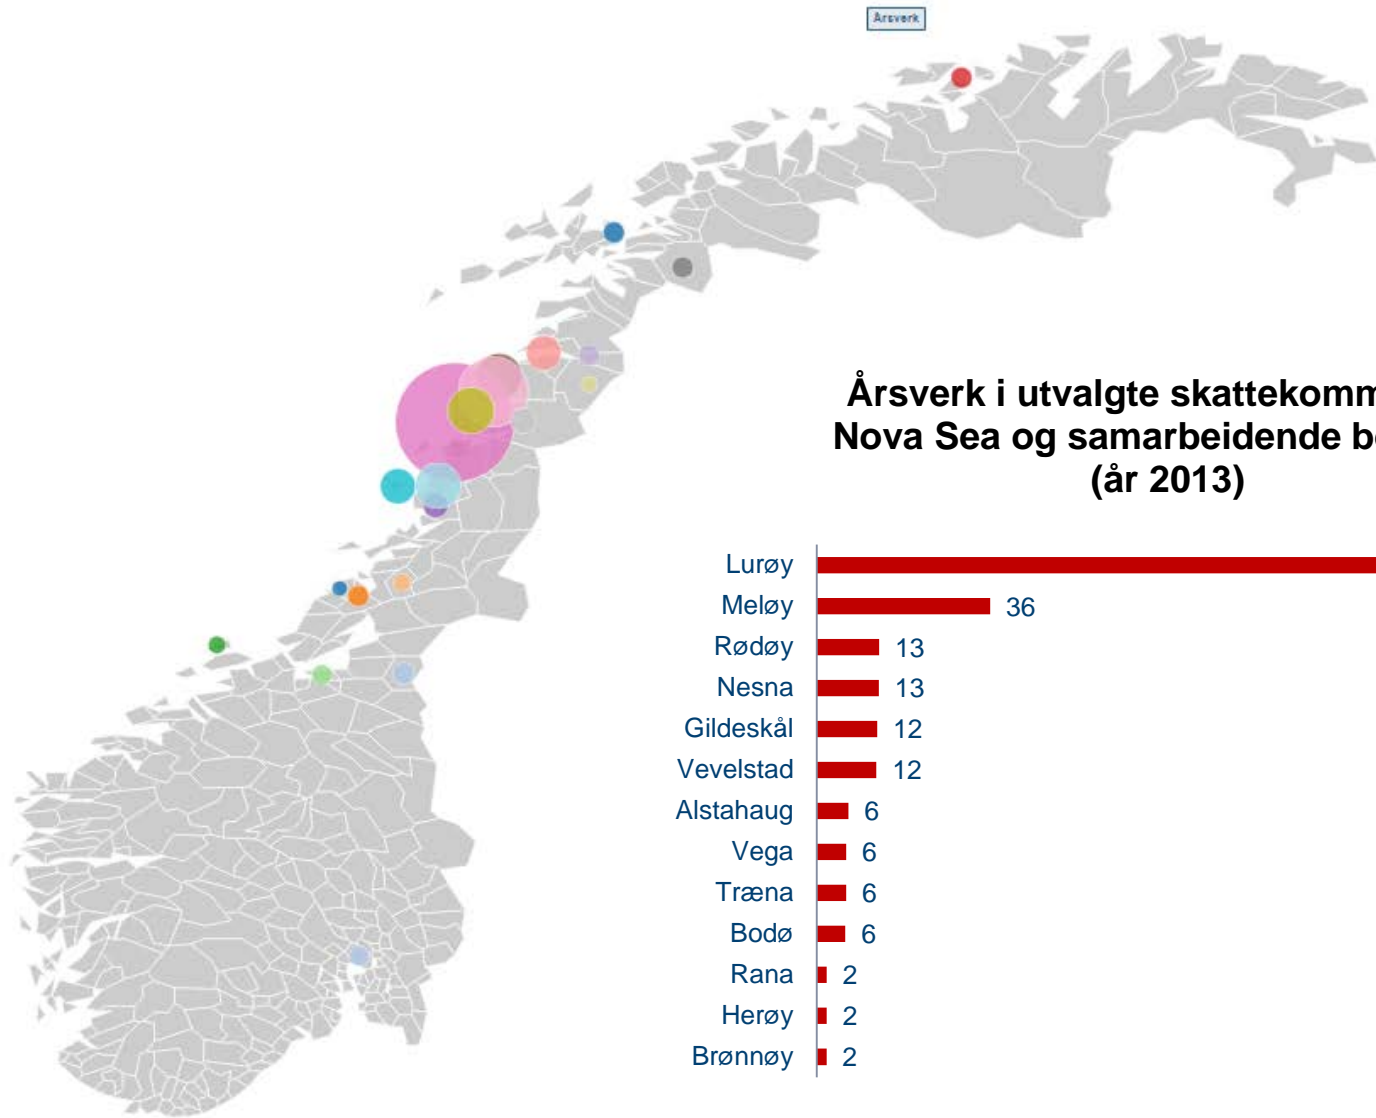 Årsverk
Årsverk i utvalgte skattekomm
Nova Sea og samarbeidende b
(år 2013)
Lurøy
Meløy 36
Rødøy 13
Nesna 13
Gildeskål 12
Vevelstad 12
Alstahaug 6
Vega 6
Træna 6
Bodø 6
Rana 2
Herøy 2
Brønnøy 2